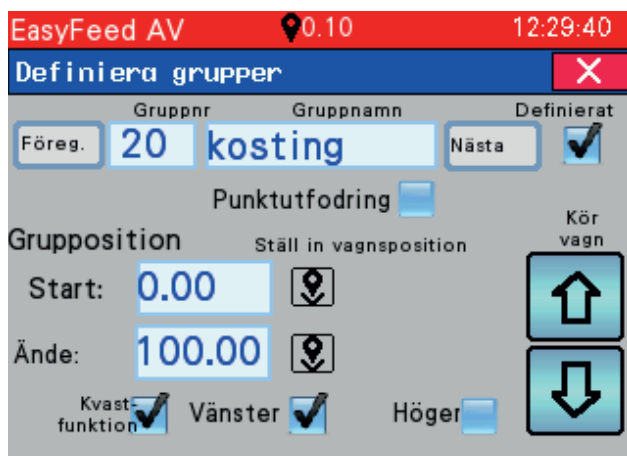 EasyFeed AV 0.10 12:29:40
Definiera grupper
Gruppnr Gruppnamn Definierat
Föreg. 20 kosting Nästa
Punktutfodring
Kör
vagn
Grupposition Ställ in vagnsposition
Start: 0.00
Ände: 100.00
Kvast-
funktion Vänster Höger